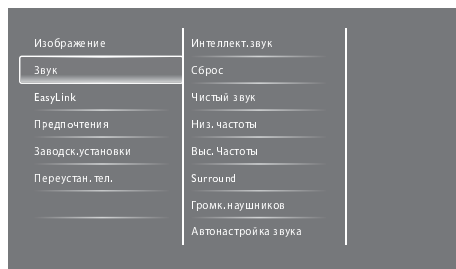 Изображение
Звук
EasyLink
Предпочтения
Заводск.установки
Переустан.тел.
Интеллект.звук
Сброс
Чистый звук
Низ. частоты
Выс. Частоты
Surround
Громк.наушников
Автонастройка звука